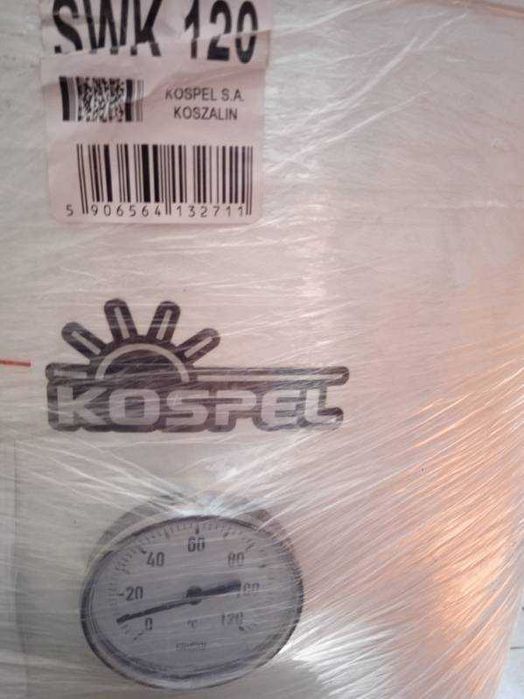 SWK 120
KOSPEL S.A.
KOSZALIN
5 906564 132711
KOSPEL
60
40 80
20 100
0 °C 120